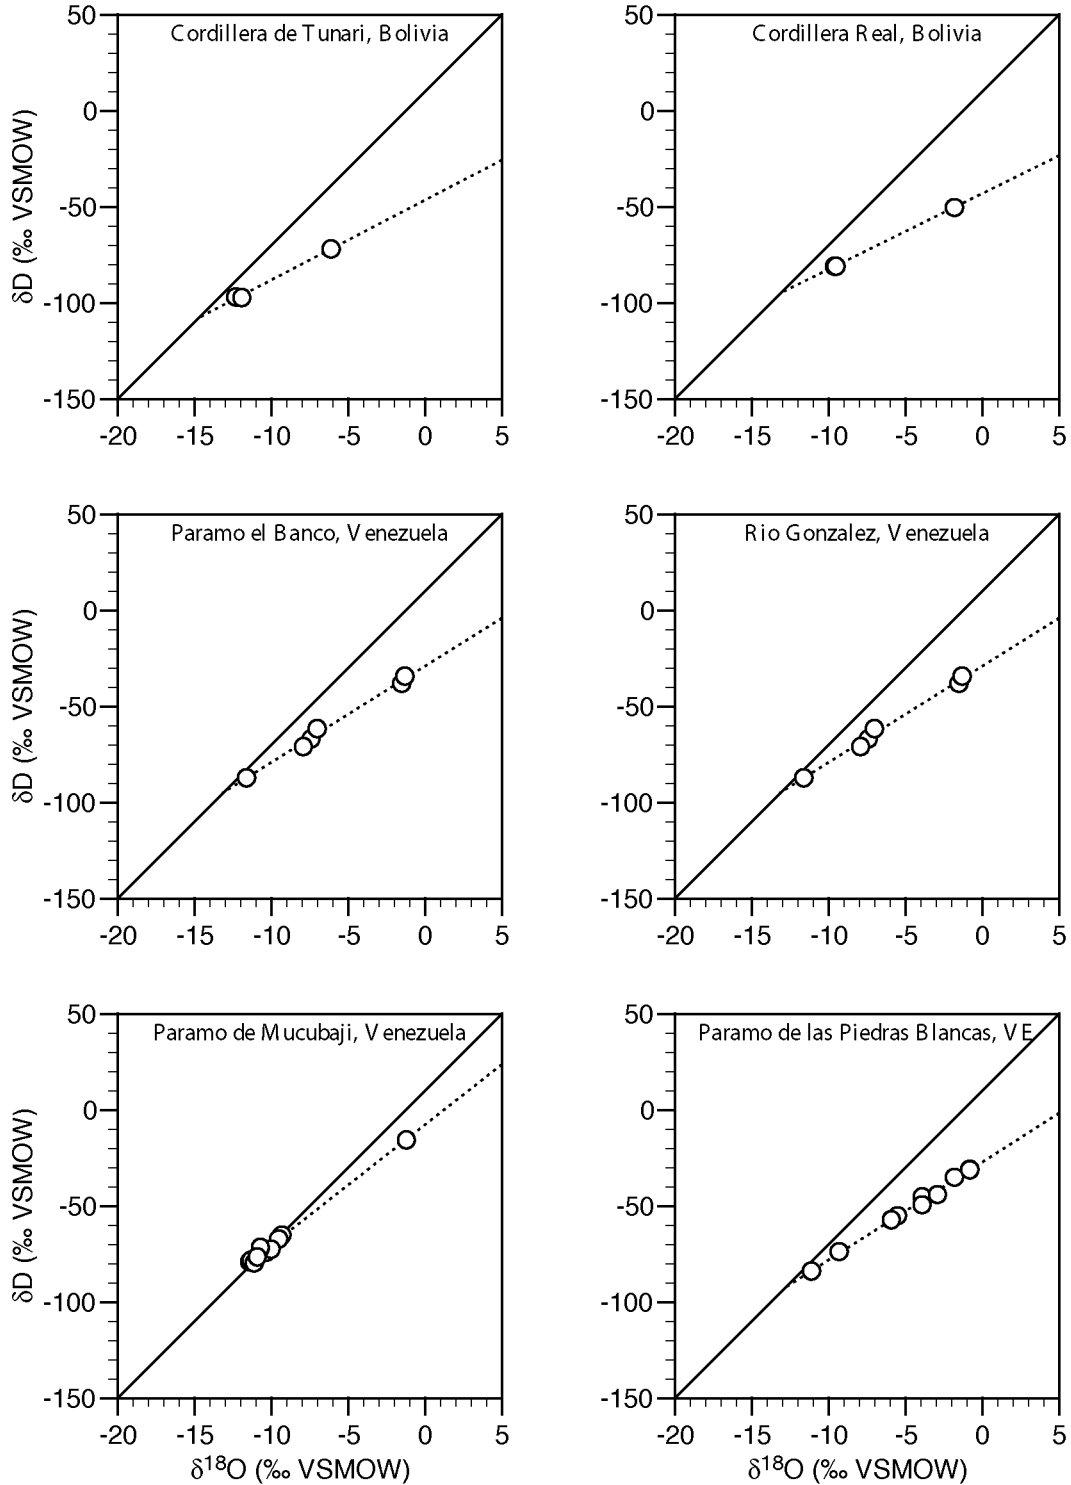 50
Cordillera de Tunari, Bolivia
0
-50
-100
-150
δD (‰ VSMOW)
-20 -15 -10 -5 0 5
50
Cordillera Real, Bolivia
0
-50
-100
-150
-20 -15 -10 -5 0 5
50
Paramo el Banco, Venezuela
0
-50
-100
-150
δD (‰ VSMOW)
-20 -15 -10 -5 0 5
50
Rio Gonzalez, Venezuela
0
-50
-100
-150
-20 -15 -10 -5 0 5
50
Paramo de Mucubaji, Venezuela
0
-50
-100
-150
δD (‰ VSMOW)
-20 -15 -10 -5 0 5
δ18O (‰ VSMOW)
50
Paramo de las Piedras Blancas, VE
0
-50
-100
-150
-20 -15 -10 -5 0 5
δ18O (‰ VSMOW)